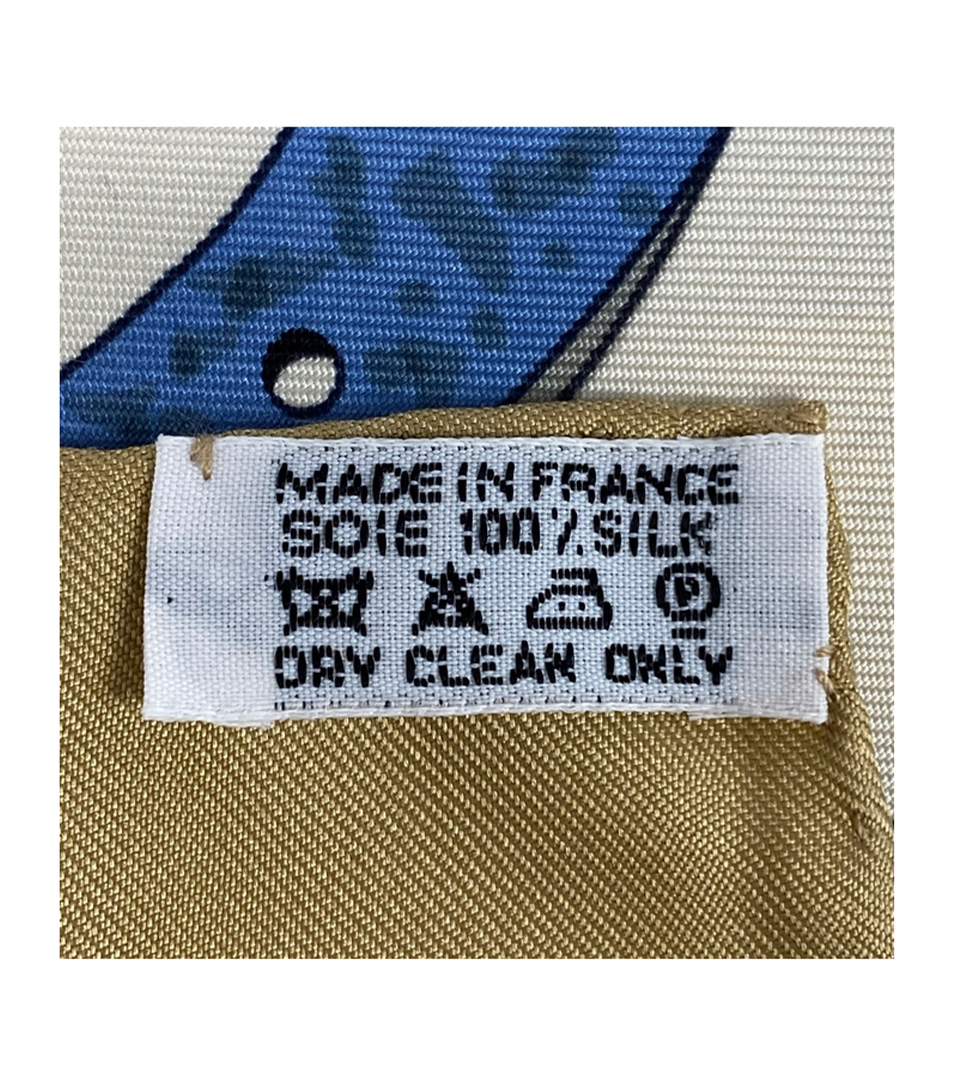 MADE IN FRANCE
SOIE 100% SILK
P
DRY CLEAN ONLY